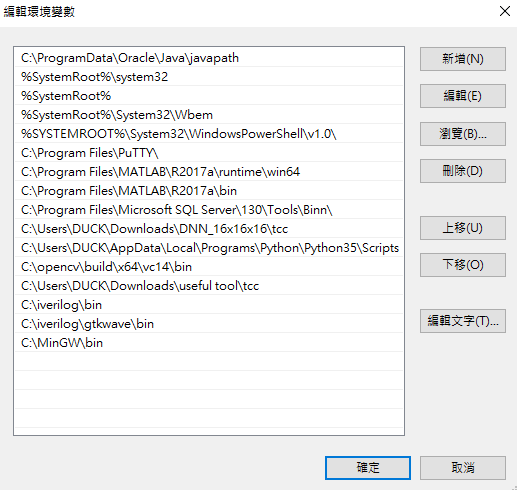 編輯環境變數
C:\ProgramData\Oracle\Java\javapath
%SystemRoot%\system32
%SystemRoot%
%SystemRoot%\System32\Wbem
%SYSTEMROOT%\System32\WindowsPowerShell\v1.0\
C:\Program Files\PuTTY\
C:\Program Files\MATLAB\R2017a\runtime\win64
C:\Program Files\MATLAB\R2017a\bin
C:\Program Files\Microsoft SQL Server\130\Tools\Binn\
C:\Users\DUCK\Downloads\DNN_16x16x16\tcc
C:\Users\DUCK\AppData\Local\Programs\Python\Python35\Scripts
C:\opencv\build\x64\vc14\bin
C:\Users\DUCK\Downloads\useful tool\tcc
C:\iverilog\bin
C:\iverilog\gtkwave\bin
C:\MinGW\bin
新增(N)
編輯(E)
瀏覽(B)...
刪除(D)
上移(U)
下移(O)
編輯文字(T)...
確定
取消